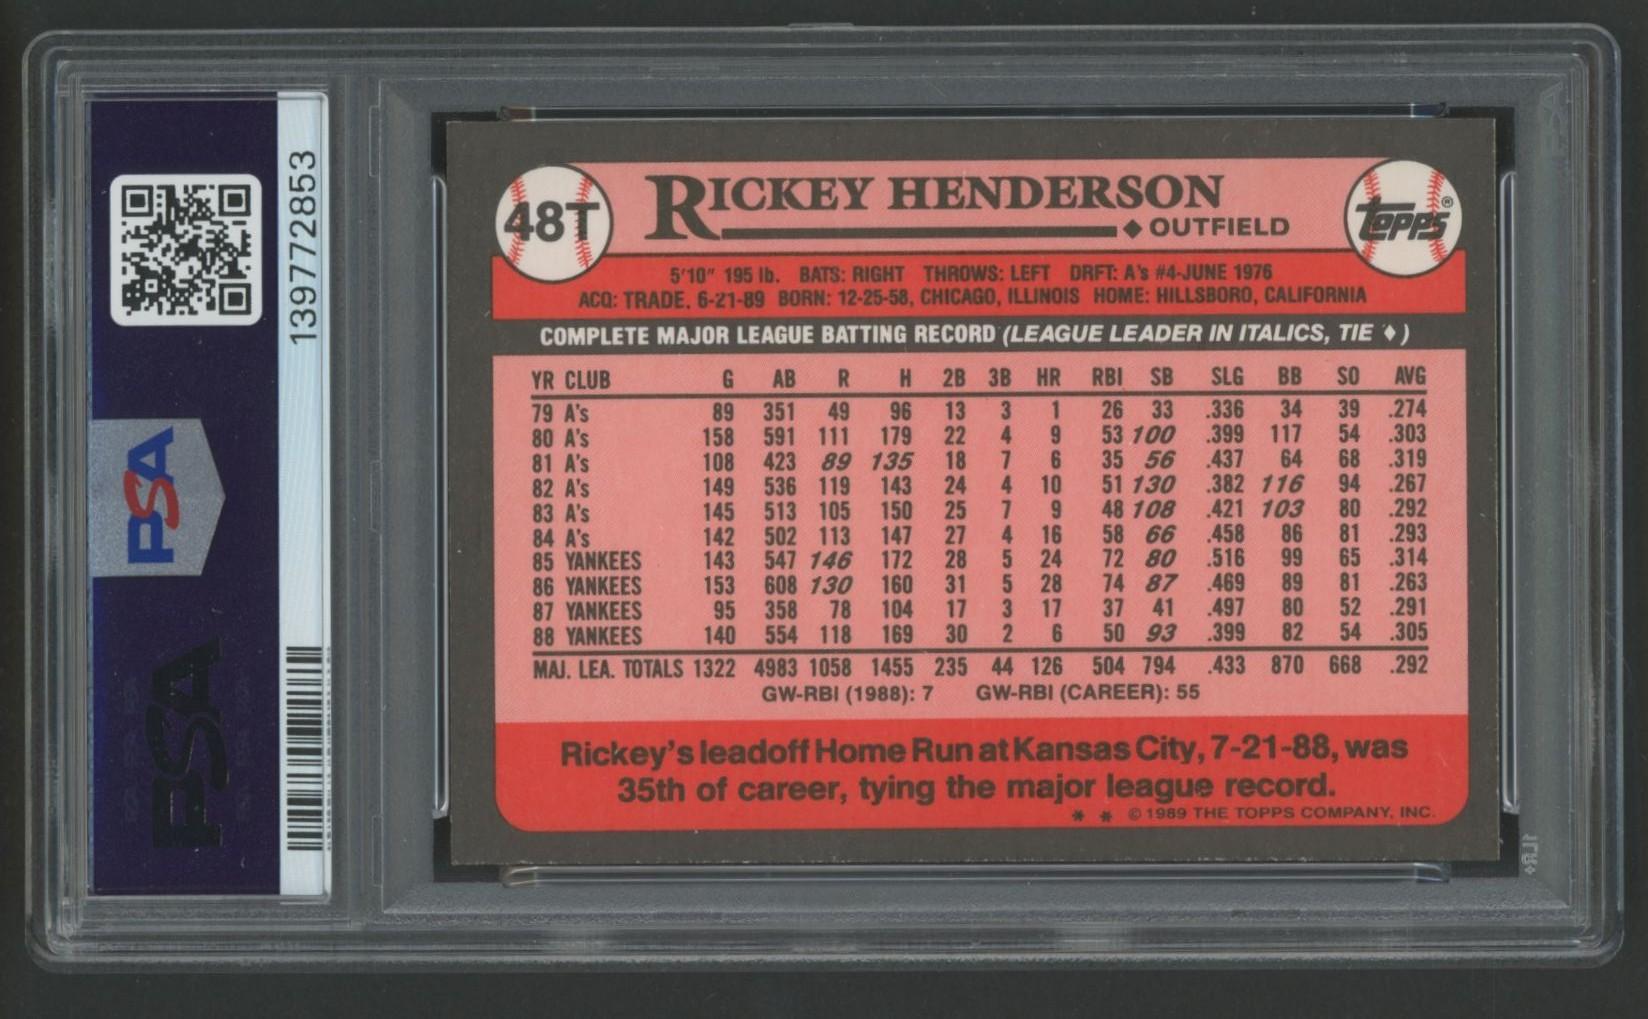 139772853
PSA
PSA
48T
RICKEY HENDERSON
◆ OUTFIELD
TOPPS®
5'10" 195 lb. BATS: RIGHT THROWS: LEFT DRFT: A's #4-JUNE 1976
ACQ: TRADE, 6-21-89 BORN: 12-25-58, CHICAGO, ILLINOIS HOME: HILLSBORO, CALIFORNIA
COMPLETE MAJOR LEAGUE BATTING RECORD (LEAGUE LEADER IN ITALICS, TIE ♦)
YR CLUB G AB R H 2B 3B HR RBI SB SLG BB SO AVG
79 A's 89 351 49 96 13 3 1 26 33 .336 34 39 .274
80 A's 158 591 111 179 22 4 9 53 100 .399 117 54 .303
81 A's 108 423 89 135 18 7 6 35 56 .437 64 68 .319
82 A's 149 536 119 143 24 4 10 51 130 .382 116 94 .267
83 A's 145 513 105 150 25 7 9 48 108 .421 103 80 .292
84 A's 142 502 113 147 27 4 16 58 66 .458 86 81 .293
85 YANKEES 143 547 146 172 28 5 24 72 80 .516 99 65 .314
86 YANKEES 153 608 130 160 31 5 28 74 87 .469 89 81 .263
87 YANKEES 95 358 78 104 17 3 17 37 41 .497 80 52 .291
88 YANKEES 140 554 118 169 30 2 6 50 93 .399 82 54 .305
MAJ. LEA. TOTALS 1322 4983 1058 1455 235 44 126 504 794 .433 870 668 .292
GW-RBI (1988): 7 GW-RBI (CAREER): 55
Rickey's leadoff Home Run at Kansas City, 7-21-88, was
35th of career, tying the major league record.
* * © 1989 THE TOPPS COMPANY, INC.